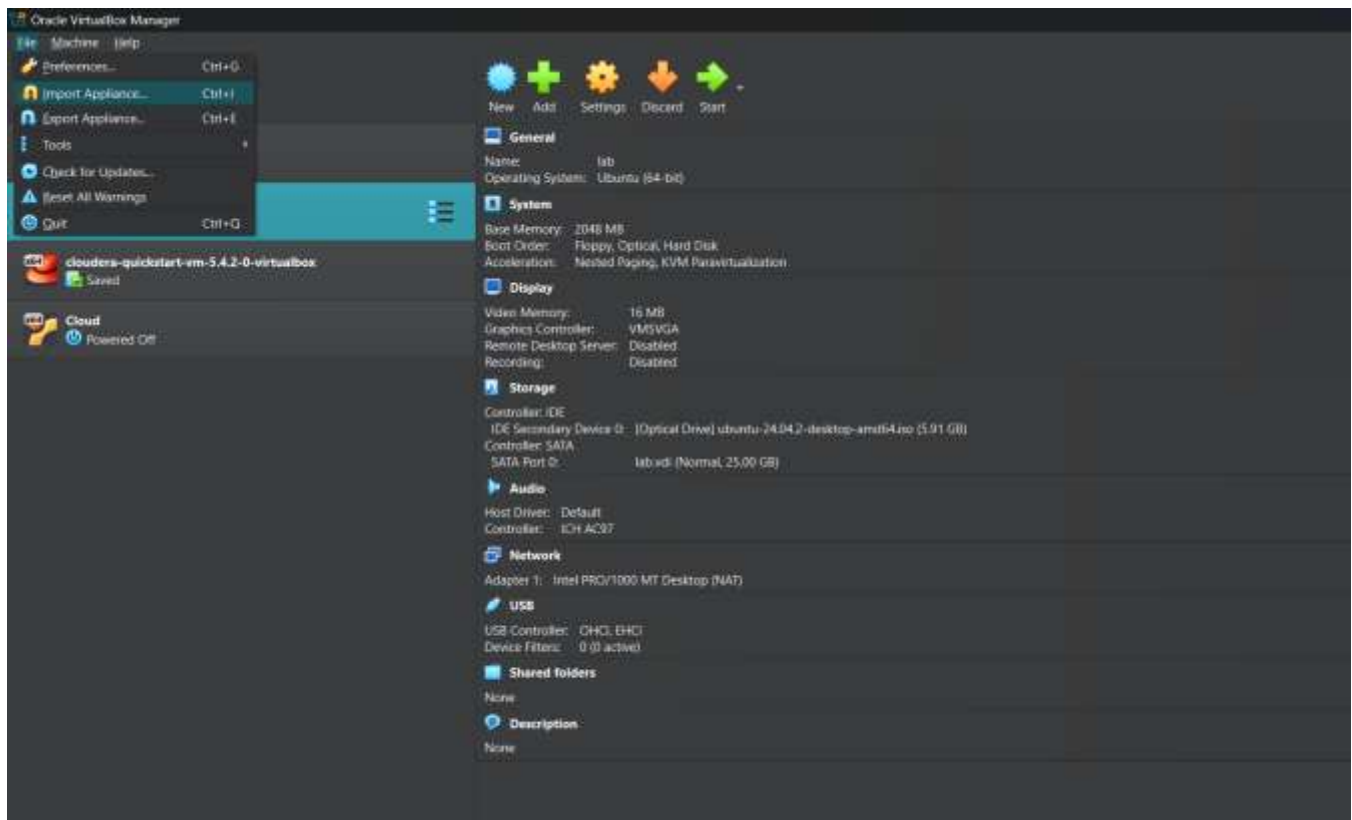 Oracle VirtualBox Manager
File Machine Help
Preferences... Ctrl+G
Import Appliance... Ctrl+I
Export Appliance... Ctrl+E
Tools
Check for Updates...
Reset All Warnings
Quit Ctrl+Q
cloudera-quickstart-vm-5.4.2-0-virtualbox
Saved
Cloud
Powered Off
New Add Settings Discard Start
General
Name: lab
Operating System: Ubuntu (64-bit)
System
Base Memory: 2048 MB
Boot Order: Floppy, Optical, Hard Disk
Acceleration: Nested Paging, KVM Paravirtualization
Display
Video Memory: 16 MB
Graphics Controller: VMSVGA
Remote Desktop Server: Disabled
Recording: Disabled
Storage
Controller: IDE
IDE Secondary Device 0: [Optical Drive] ubuntu-24.04.2-desktop-amd64.iso (5.91 GB)
Controller: SATA
SATA Port 0: lab.vdi (Normal, 25.00 GB)
Audio
Host Driver: Default
Controller: ICH AC97
Network
Adapter 1: Intel PRO/1000 MT Desktop (NAT)
USB
USB Controller: OHCI, EHCI
Device Filters: 0 (0 active)
Shared folders
None
Description
None